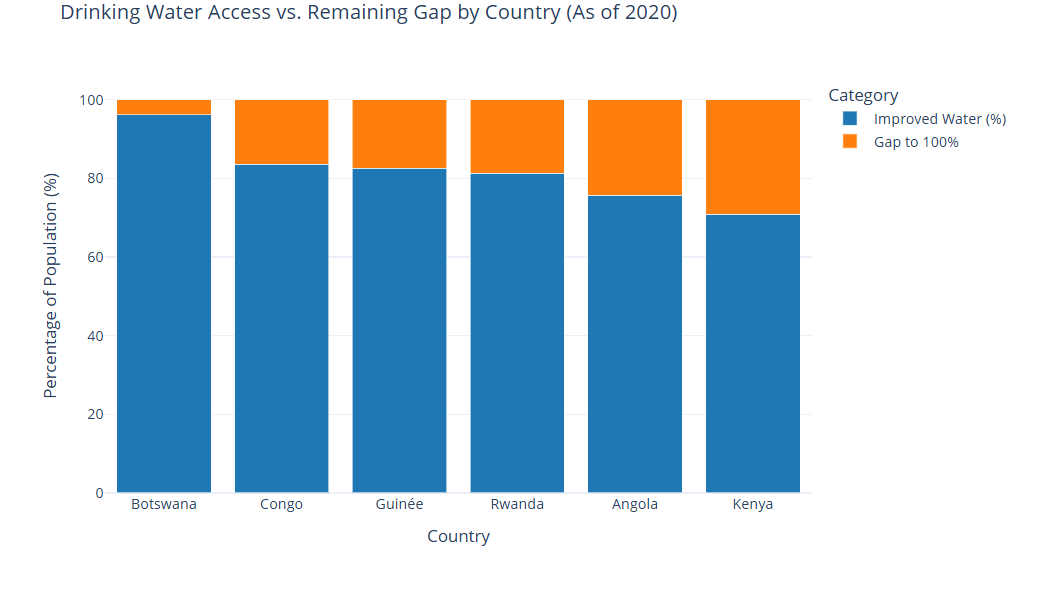 Drinking Water Access vs. Remaining Gap by Country (As of 2020)
Category
Improved Water (%)
Gap to 100%
Percentage of Population (%)
100
80
60
40
20
0
Botswana Congo Guinée Rwanda Angola Kenya
Country